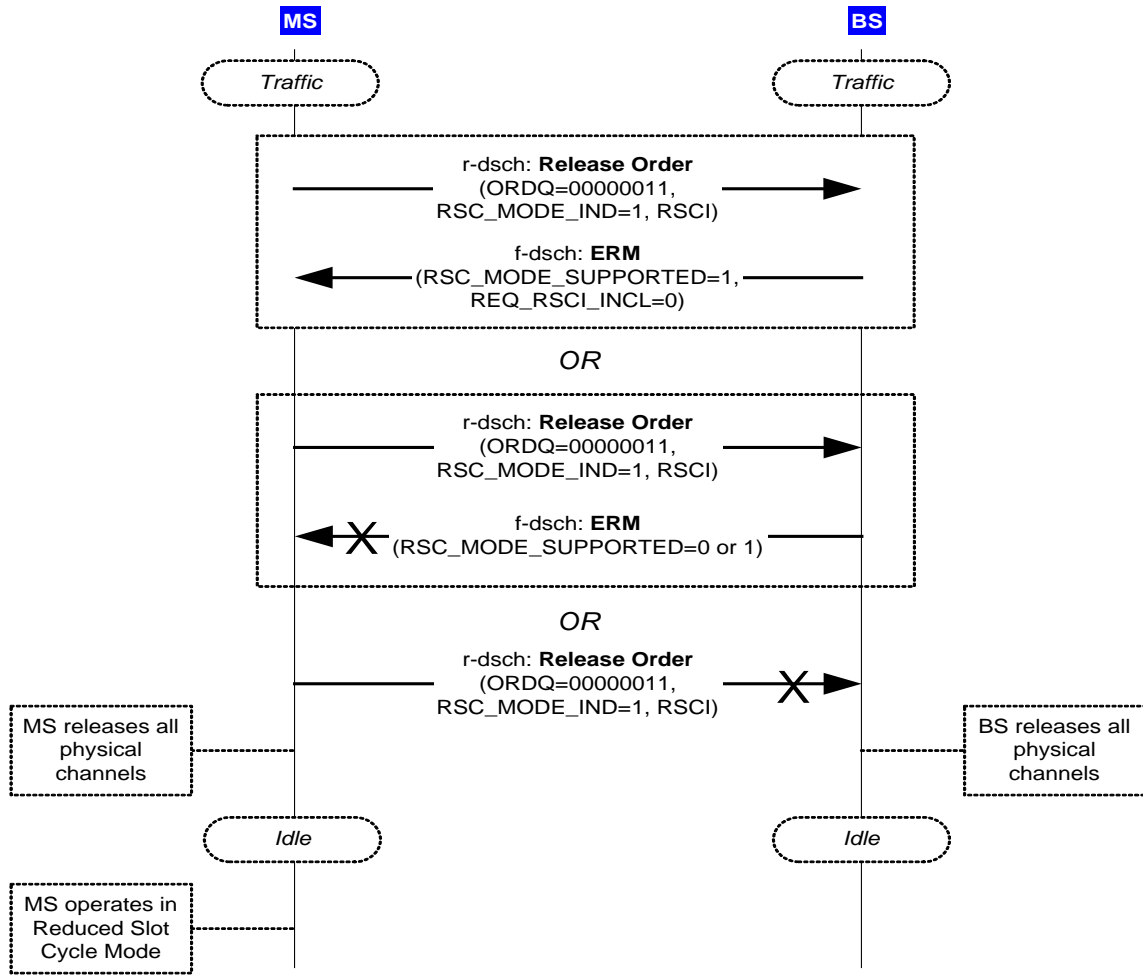 MS
BS
Traffic
Traffic
r-dsch: Release Order
(ORDQ=00000011,
RSC_MODE_IND=1, RSCI)
f-dsch: ERM
(RSC_MODE_SUPPORTED=1,
REQ_RSCI_INCL=0)
OR
r-dsch: Release Order
(ORDQ=00000011,
RSC_MODE_IND=1, RSCI)
f-dsch: ERM
(RSC_MODE_SUPPORTED=0 or 1)
OR
r-dsch: Release Order
(ORDQ=00000011,
RSC_MODE_IND=1, RSCI)
MS releases all
physical
channels
BS releases all
physical
channels
Idle
Idle
MS operates in
Reduced Slot
Cycle Mode